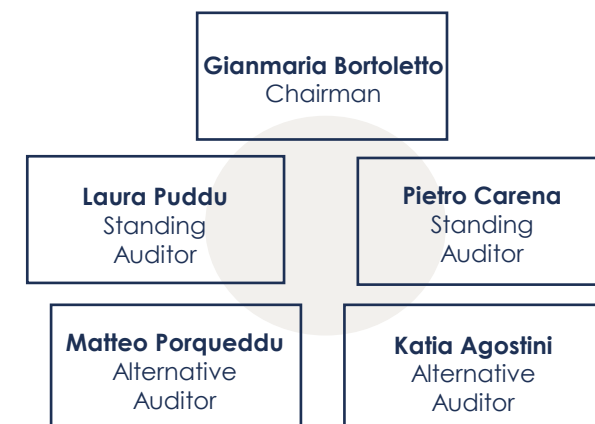 Gianmaria Bortoletto
Chairman
Laura Puddu
Standing
Auditor
Pietro Carena
Standing
Auditor
Matteo Porqueddu
Alternative
Auditor
Katia Agostini
Alternative
Auditor